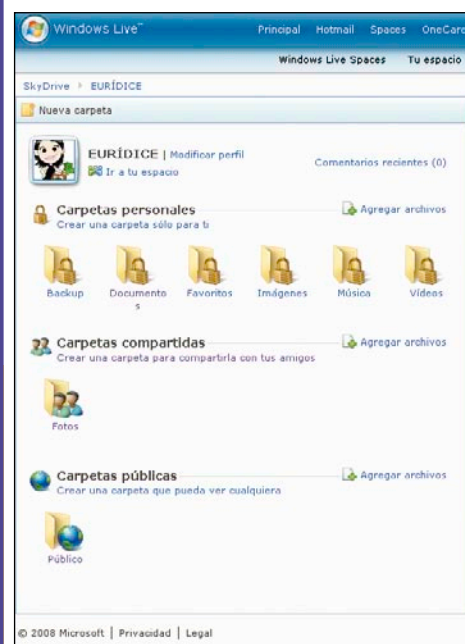 Windows Live™ Principal Hotmail Spaces OneCare
Windows Live Spaces Tu espacio
SkyDrive EURÍDICE
Nueva carpeta
EURÍDICE | Modificar perfil
Ir a tu espacio
Comentarios recientes (0)
Carpetas personales Agregar archivos
Crear una carpeta sólo para ti
Backup Documento Favoritos Imágenes Música Vídeos
s
Carpetas compartidas Agregar archivos
Crear una carpeta para compartirla con tus amigos
Fotos
Carpetas públicas Agregar archivos
Crear una carpeta que pueda ver cualquiera
Público
© 2008 Microsoft | Privacidad | Legal